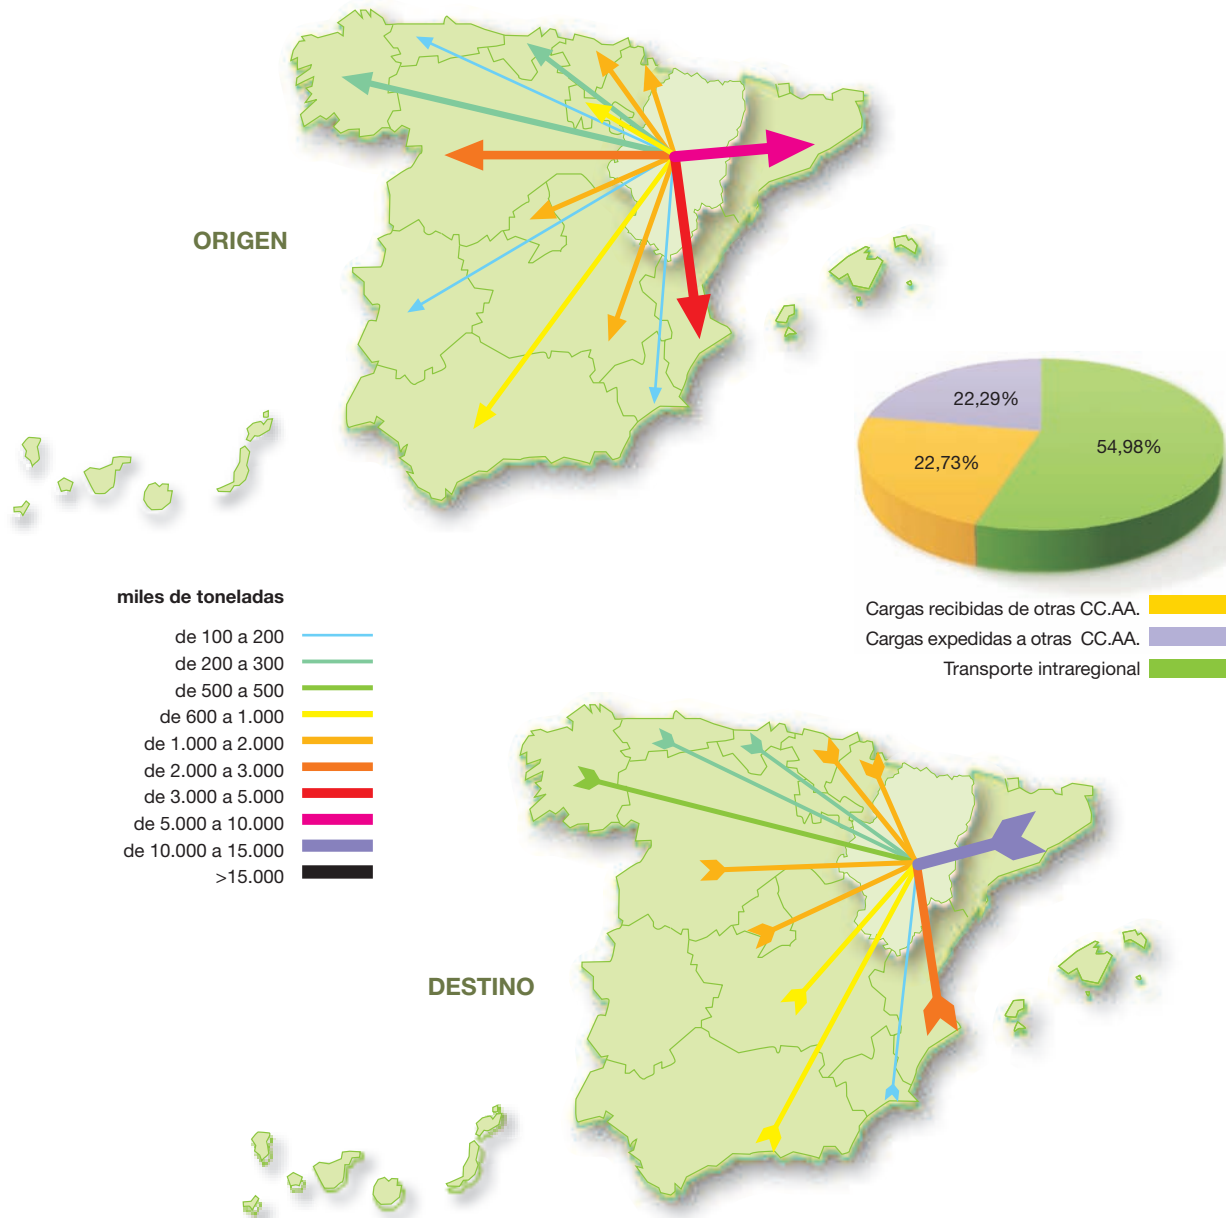 ORIGEN
22,29%
54,98%
22,73%
Cargas recibidas de otras CC.AA.
Cargas expedidas a otras CC.AA.
Transporte intraregional
miles de toneladas
de 100 a 200
de 200 a 300
de 500 a 500
de 600 a 1.000
de 1.000 a 2.000
de 2.000 a 3.000
de 3.000 a 5.000
de 5.000 a 10.000
de 10.000 a 15.000
>15.000
DESTINO